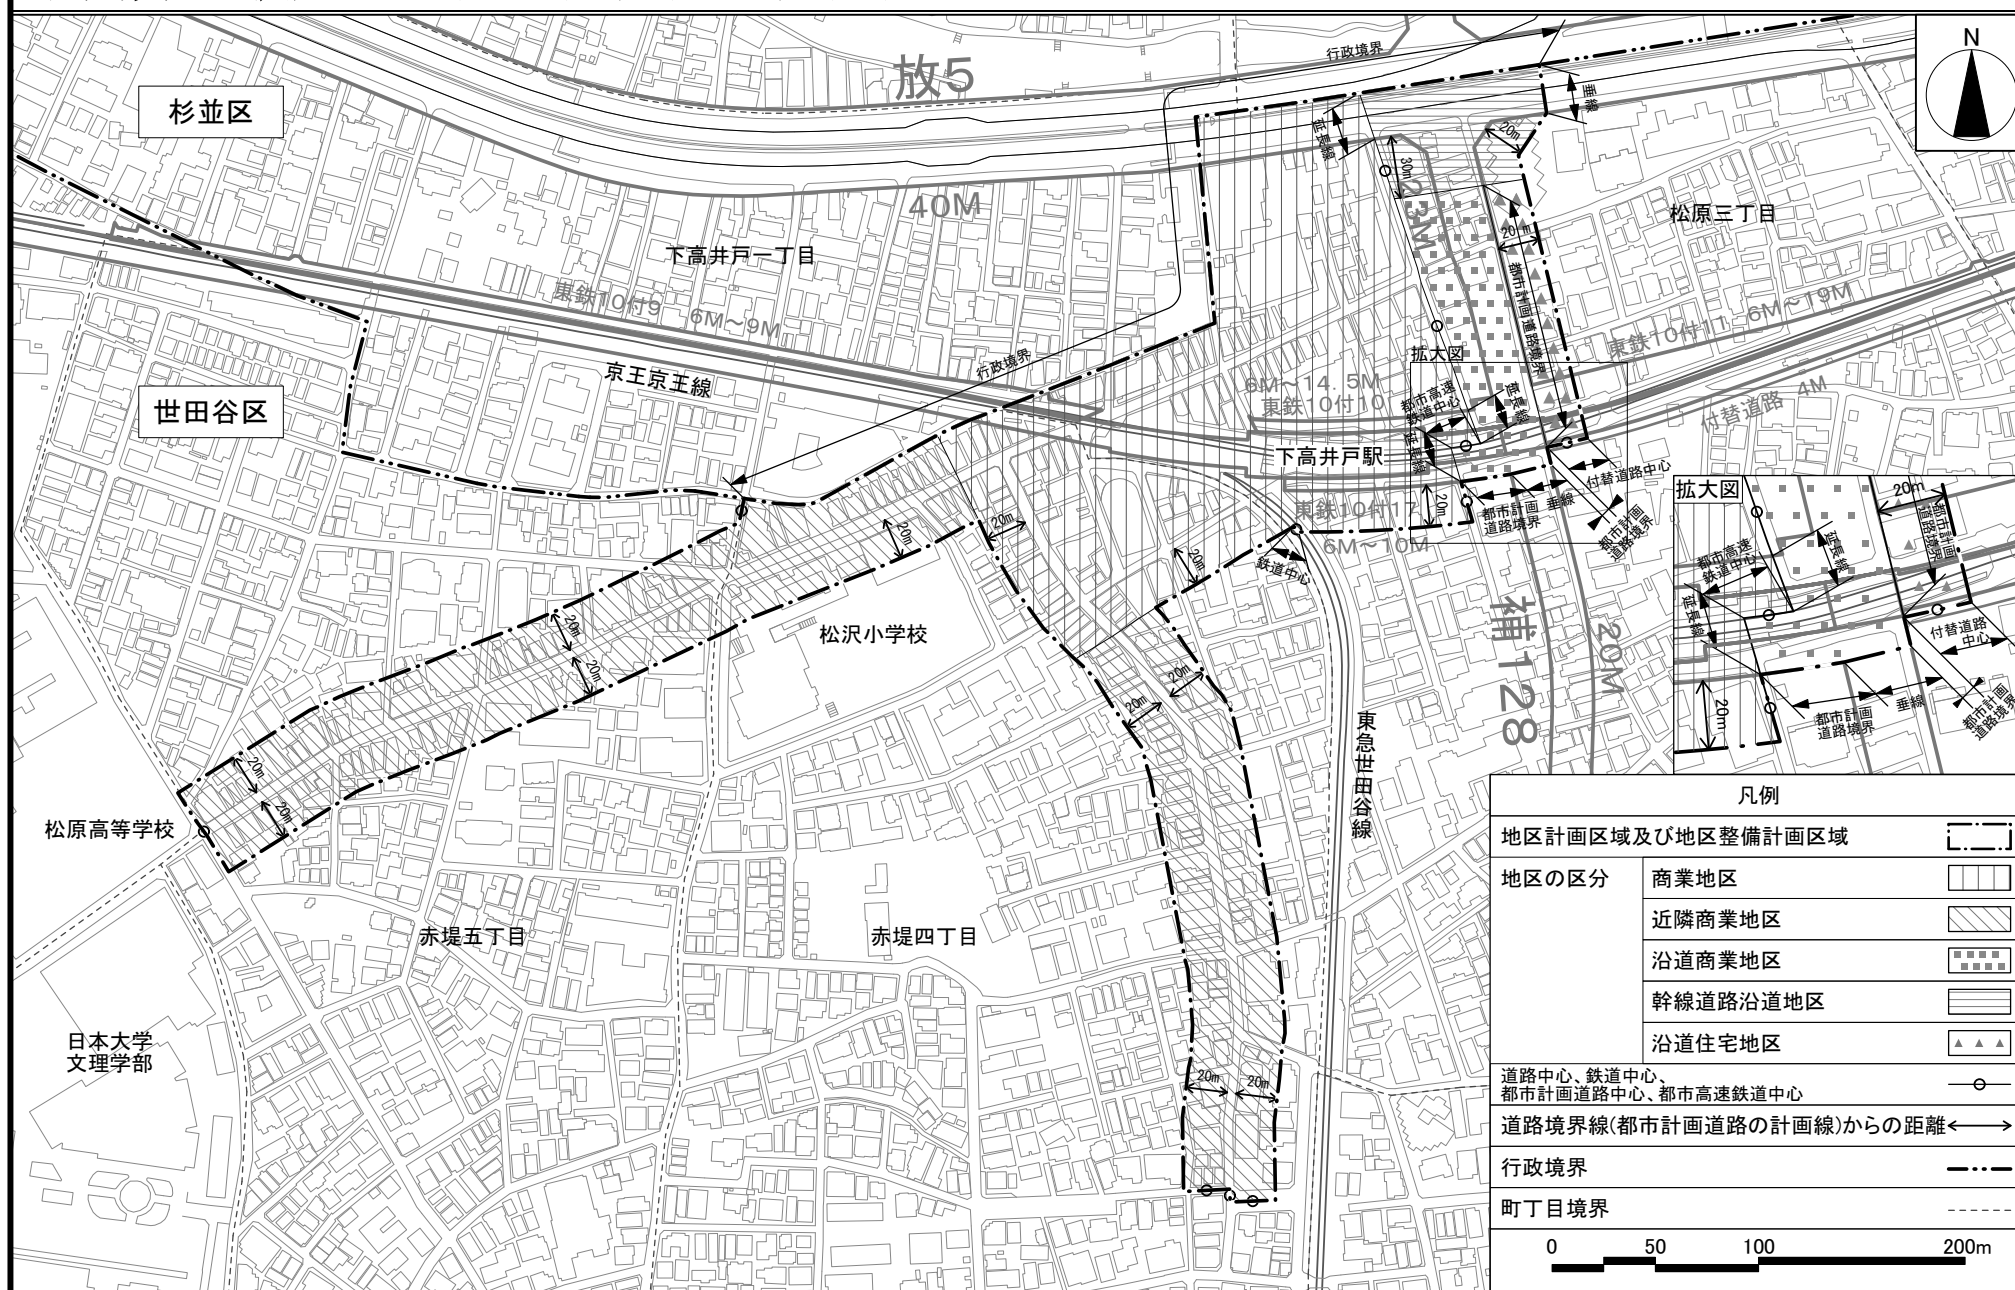 放5
行政境界
N
杉並区
垂線
延長線
20m
30m
40M
23M
松原三丁目
下高井戸一丁目
20m
都市計画道路境界
東鉄10付9 6M～9M
東鉄10付11 6M～19M
行政境界
拡大図
京王京王線
6M～14.5M
東鉄10付10
都市高速
鉄道中心
延長線
延長線
付替道路 4M
世田谷区
下高井戸駅
付替道路中心
垂線
都市計画
道路境界
都市計画
道路境界
東鉄10付17
6M～10M
20m
20m
20m
20m
鉄道中心
拡大図
20m
都市計画
道路境界
都市高速
鉄道中心
延長線
延長線
付替道路
中心
垂線
都市計画
道路境界
都市計画
道路境界
20m
補128
20M
松沢小学校
20m
20m
20m
20m
東急世田谷線
20m
20m
松原高等学校
赤堤五丁目
赤堤四丁目
日本大学
文理学部
20m
20m
凡例
地区計画区域及び地区整備計画区域
地区の区分
商業地区
近隣商業地区
沿道商業地区
幹線道路沿道地区
沿道住宅地区
道路中心、鉄道中心、
都市計画道路中心、都市高速鉄道中心
道路境界線(都市計画道路の計画線)からの距離
行政境界
町丁目境界
0 50 100 200m